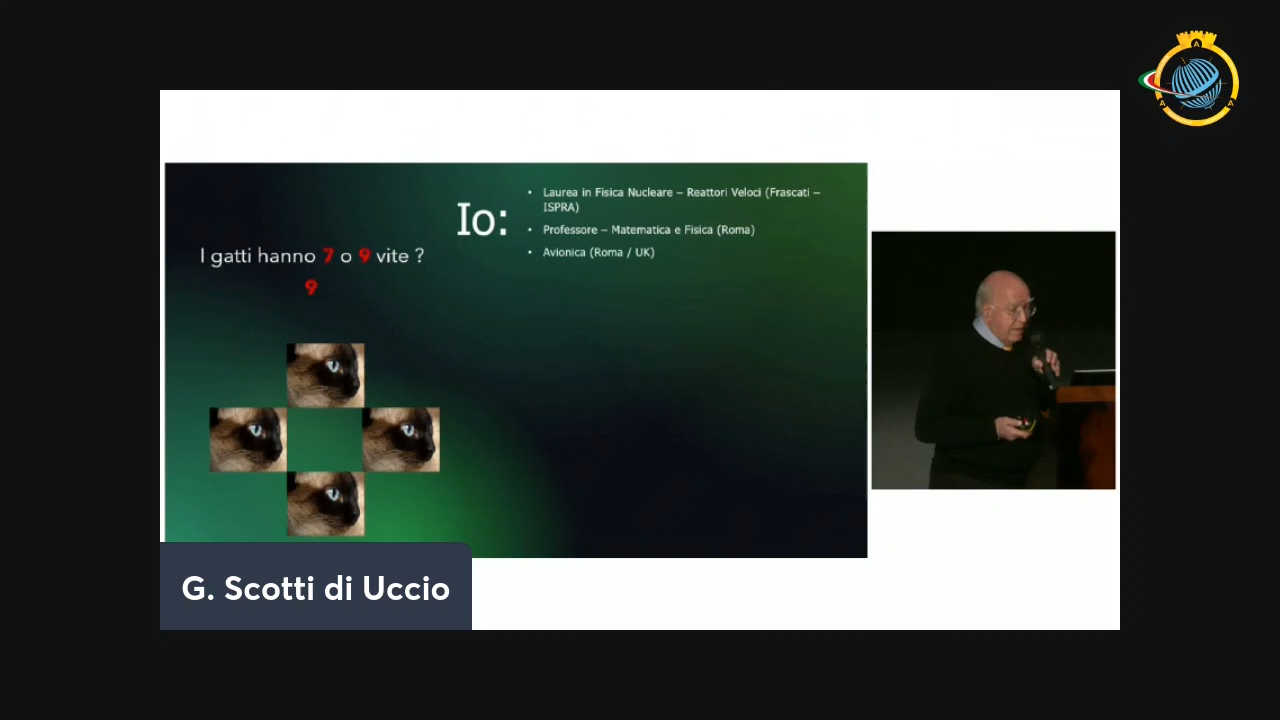 Io:
• Laurea in Fisica Nucleare – Reattori Veloci (Frascati –
ISPRA)
• Professore – Matematica e Fisica (Roma)
• Avionica (Roma / UK)
I gatti hanno 7 o 9 vite ?
9
G. Scotti di Uccio